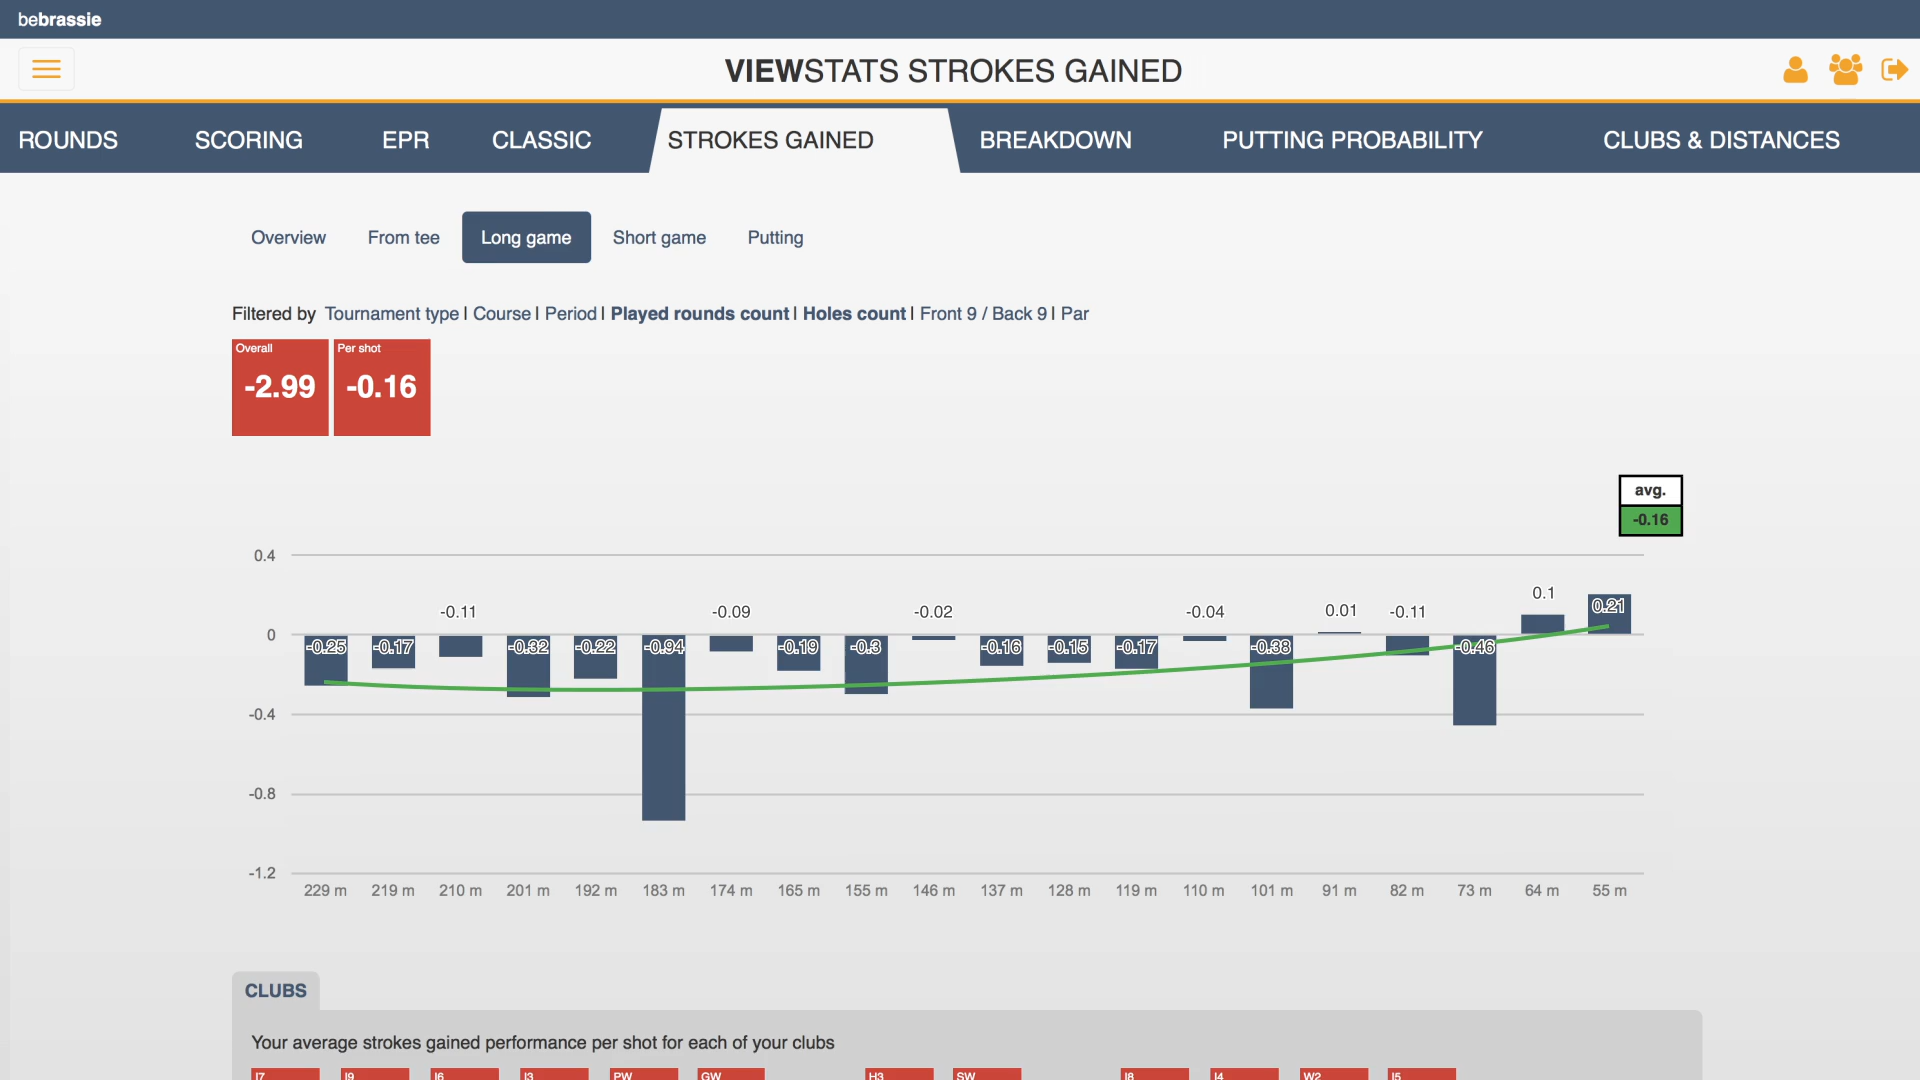 bebrassie
VIEWSTATS STROKES GAINED
ROUNDS SCORING EPR CLASSIC STROKES GAINED BREAKDOWN PUTTING PROBABILITY CLUBS & DISTANCES
Overview From tee Long game Short game Putting
Filtered by Tournament type | Course | Period | Played rounds count | Holes count | Front 9 / Back 9 | Par
Overall Per shot
-2.99 -0.16
avg.
-0.16
0.4
0.1
0.21
-0.11 -0.09 -0.02 -0.04 0.01 -0.11
0
-0.25 -0.17 -0.32 -0.22 -0.94 -0.19 -0.3 -0.16 -0.15 -0.17 -0.38 -0.46
-0.4
-0.8
-1.2
229 m 219 m 210 m 201 m 192 m 183 m 174 m 165 m 155 m 146 m 137 m 128 m 119 m 110 m 101 m 91 m 82 m 73 m 64 m 55 m
CLUBS
Your average strokes gained performance per shot for each of your clubs
I7 I9 I6 I3 PW GW H3 SW I8 I4 W2 I5